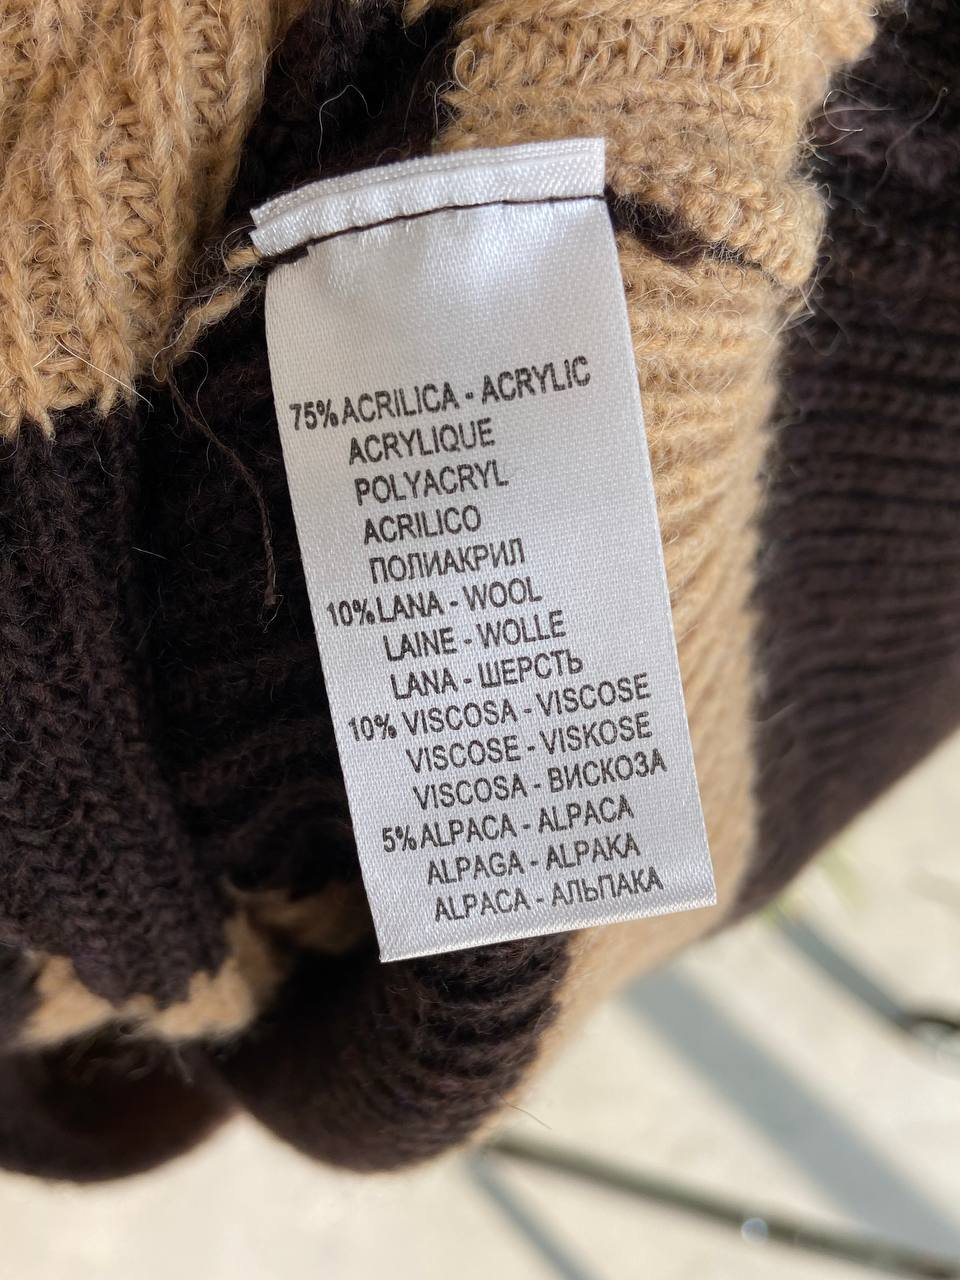 75% ACRILICA - ACRYLIC
ACRYLIQUE
POLYACRYL
ACRILICO
ПОЛИАКРИЛ
10% LANA - WOOL
LAINE - WOLLE
LANA - ШЕРСТЬ
10% VISCOSA - VISCOSE
VISCOSE - VISKOSE
VISCOSA - ВИСКОЗА
5% ALPACA - ALPACA
ALPAGA - ALPAKA
ALPACA - АЛЬПАКА